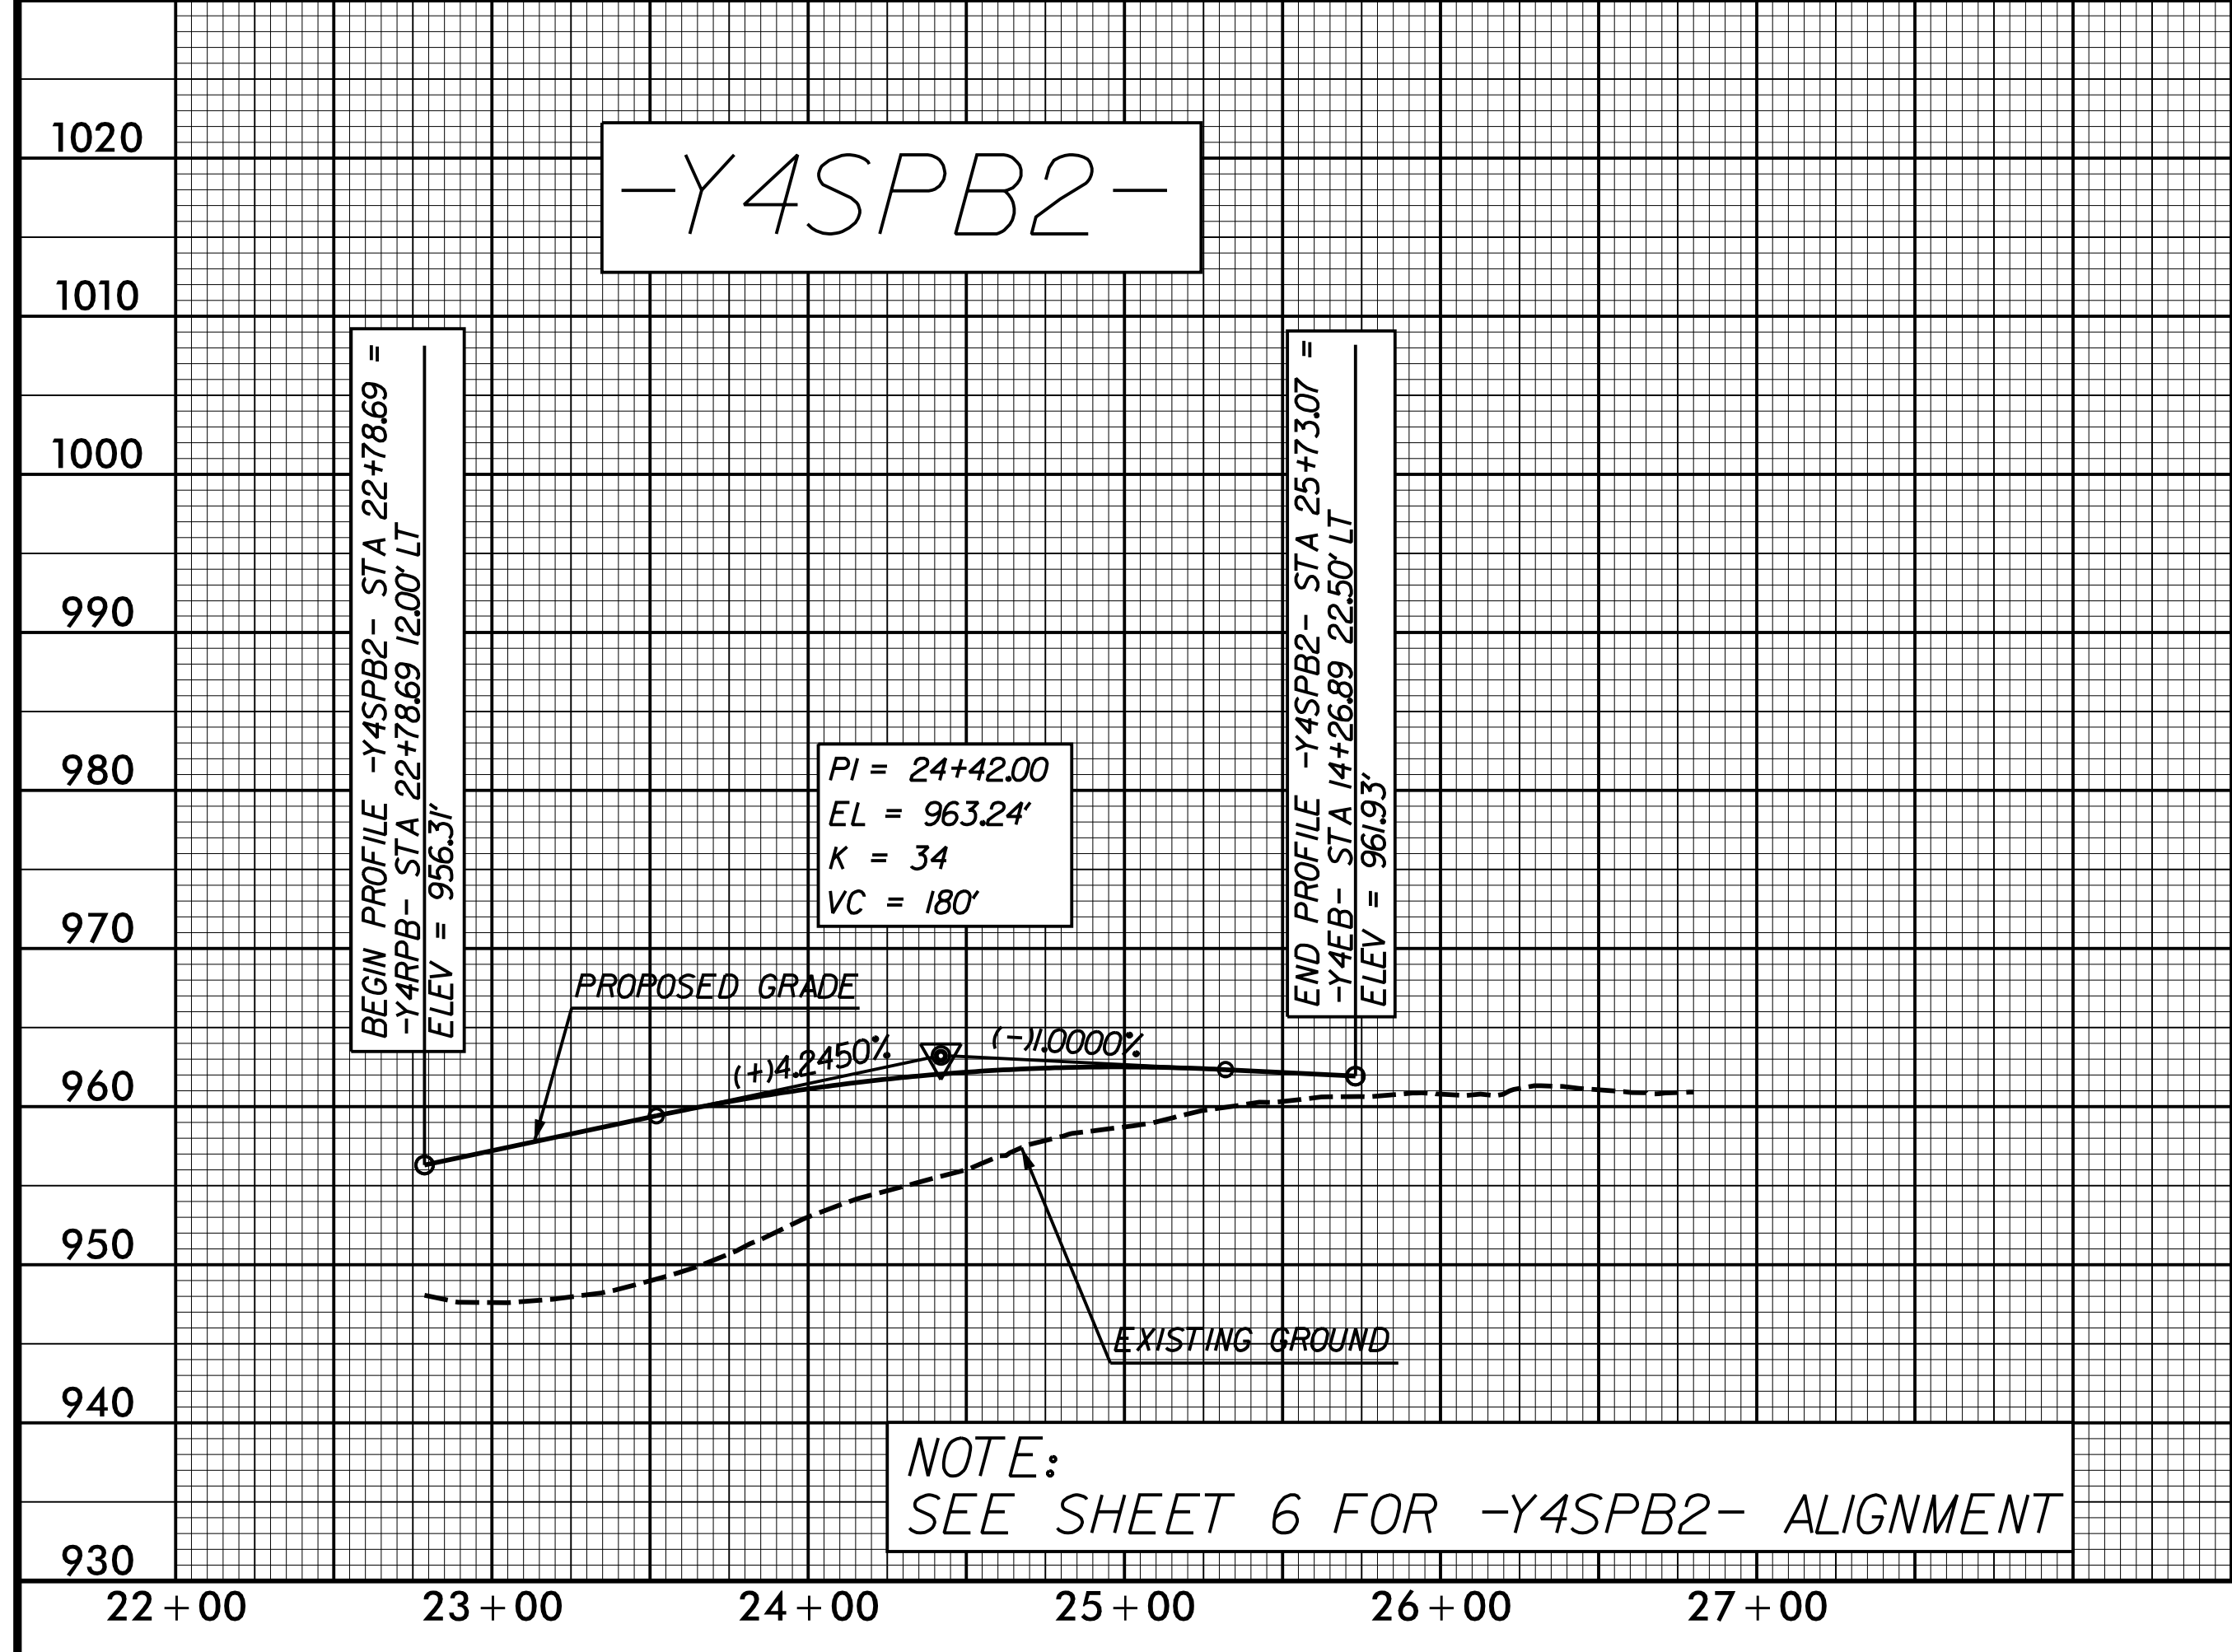 1020
1010
1000
990
980
970
960
950
940
930
-Y4SPB2-
BEGIN PROFILE -Y4SPB2- STA 22+78.69 =
-Y4RPB- STA 22+78.69 12.00' LT
ELEV = 956.31'
PI = 24+42.00
EL = 963.24'
K = 34
VC = 180'
END PROFILE -Y4SPB2- STA 25+73.07 =
-Y4EB- STA 14+26.89 22.50' LT
ELEV = 961.93'
PROPOSED GRADE
(+)4.2450%
(-)1.0000%
EXISTING GROUND
NOTE:
SEE SHEET 6 FOR -Y4SPB2- ALIGNMENT
22+00 23+00 24+00 25+00 26+00 27+00